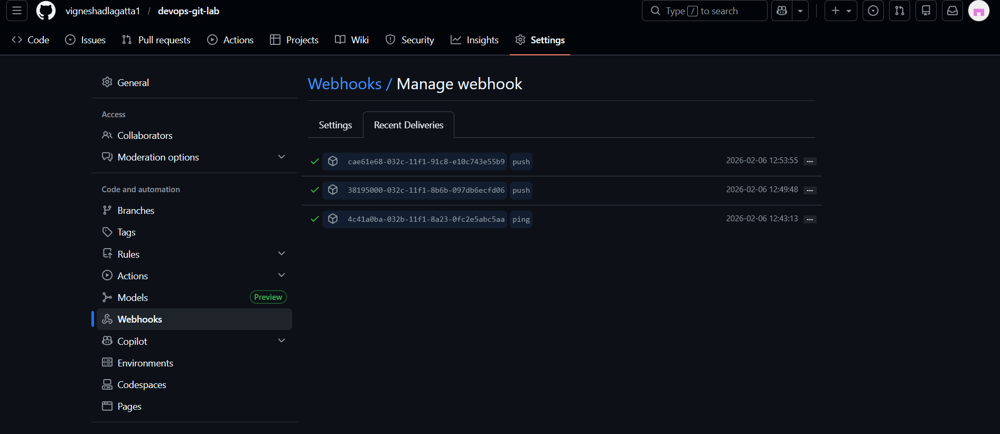 vigneshadlagatta1 / devops-git-lab
Type / to search
Code
Issues
Pull requests
Actions
Projects
Wiki
Security
Insights
Settings
General
Access
Collaborators
Moderation options
Code and automation
Branches
Tags
Rules
Actions
Models Preview
Webhooks
Copilot
Environments
Codespaces
Pages
Webhooks / Manage webhook
Settings
Recent Deliveries
cae61e68-032c-11f1-91c8-e10c743e55b9 push 2026-02-06 12:53:55
38195000-032c-11f1-8b6b-097db6ecfd06 push 2026-02-06 12:49:48
4c41a0ba-032b-11f1-8a23-0fc2e5abc5aa ping 2026-02-06 12:43:13